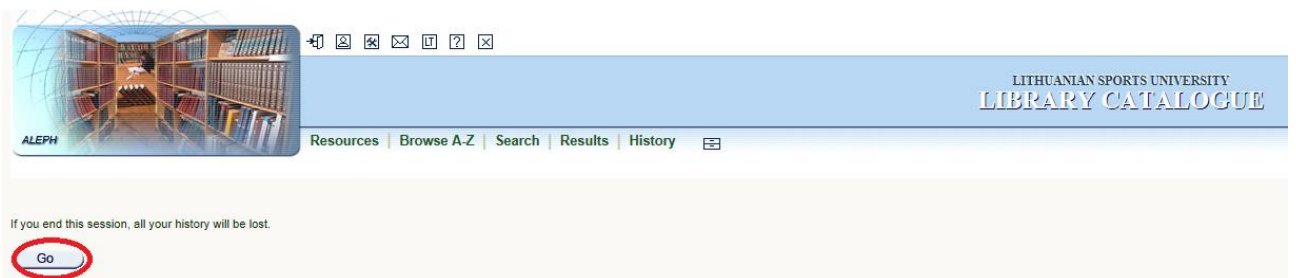 LT ?
LITHUANIAN SPORTS UNIVERSITY
LIBRARY CATALOGUE
ALEPH
Resources | Browse A-Z | Search | Results | History
If you end this session, all your history will be lost.
Go